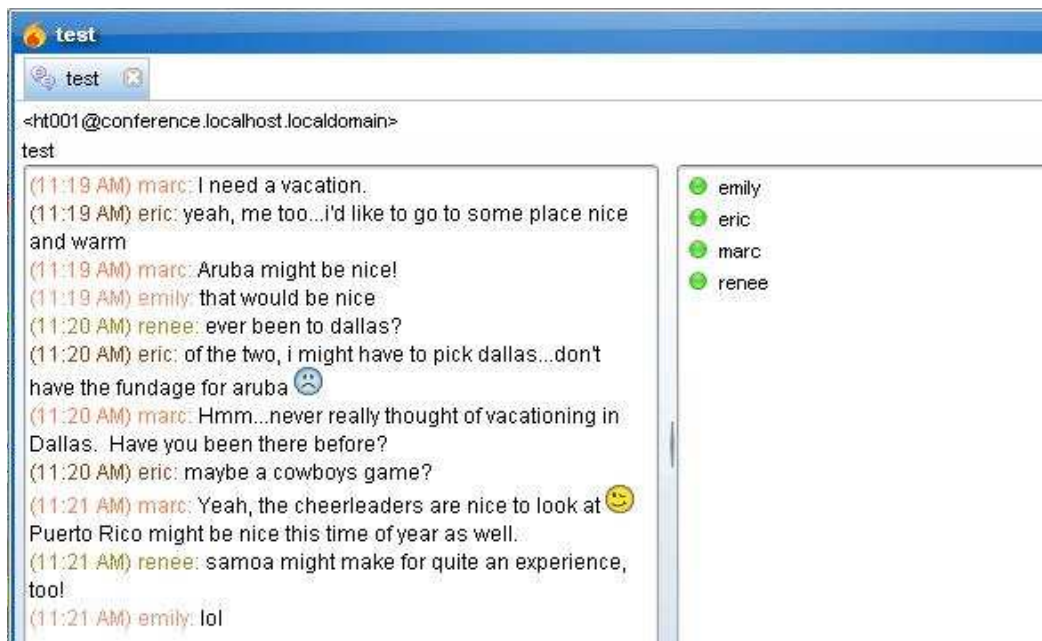 test
test
<ht001@conference.localhost.localdomain>
test
(11:19 AM) marc: I need a vacation.
(11:19 AM) eric: yeah, me too...i'd like to go to some place nice
and warm
(11:19 AM) marc: Aruba might be nice!
(11:19 AM) emily: that would be nice
(11:20 AM) renee: ever been to dallas?
(11:20 AM) eric: of the two, i might have to pick dallas...don't
have the fundage for aruba
(11:20 AM) marc: Hmm...never really thought of vacationing in
Dallas.  Have you been there before?
(11:20 AM) eric: maybe a cowboys game?
(11:21 AM) marc: Yeah, the cheerleaders are nice to look at
Puerto Rico might be nice this time of year as well.
(11:21 AM) renee: samoa might make for quite an experience,
too!
(11:21 AM) emily: lol
emily
eric
marc
renee